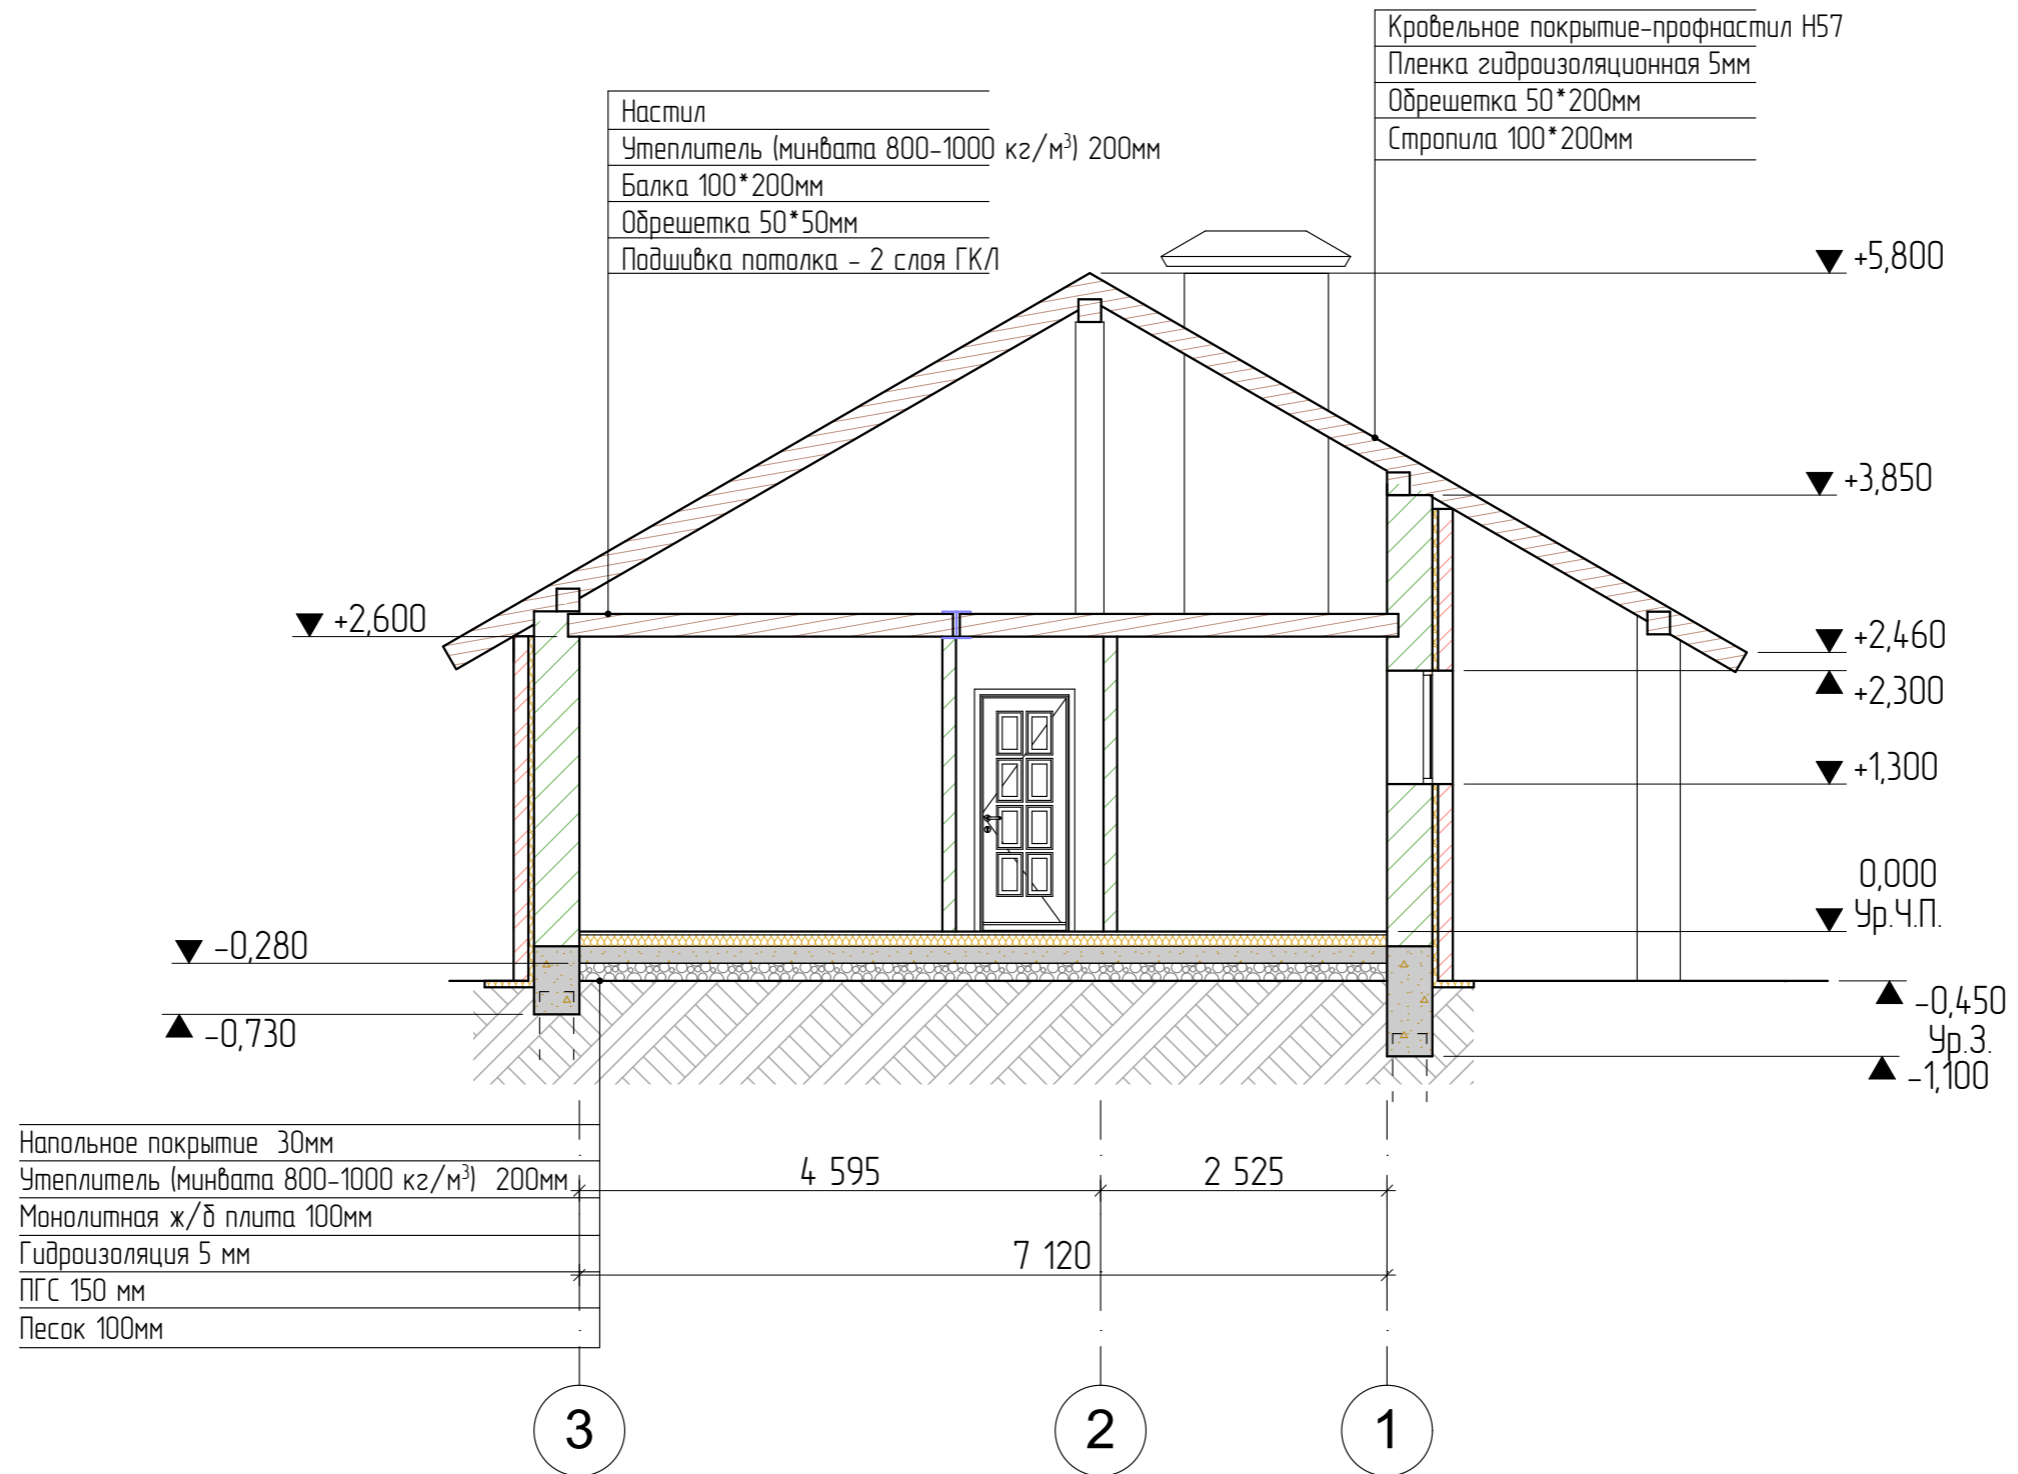 Кровельное покрытие-профнастил Н57
Пленка гидроизоляционная 5мм
Обрешетка 50*200мм
Стропила 100*200мм
Настил
Утеплитель (минвата 800-1000 кг/м³) 200мм
Балка 100*200мм
Обрешетка 50*50мм
Подшивка потолка - 2 слоя ГКЛ
+5,800
+3,850
+2,600
+2,460
+2,300
+1,300
0,000
Ур.Ч.П.
-0,280
-0,730
-0,450
Ур.З.
-1,100
Напольное покрытие 30мм
Утеплитель (минвата 800-1000 кг/м³) 200мм
Монолитная ж/б плита 100мм
Гидроизоляция 5 мм
ПГС 150 мм
Песок 100мм
4 595
2 525
7 120
3
2
1